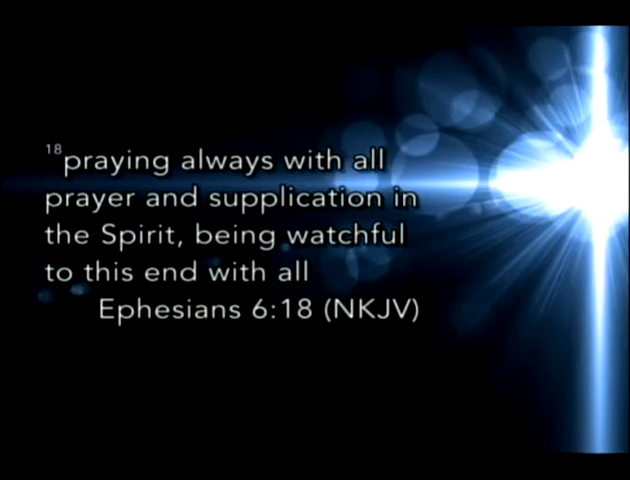 18praying always with all
prayer and supplication in
the Spirit, being watchful
to this end with all
Ephesians 6:18 (NKJV)